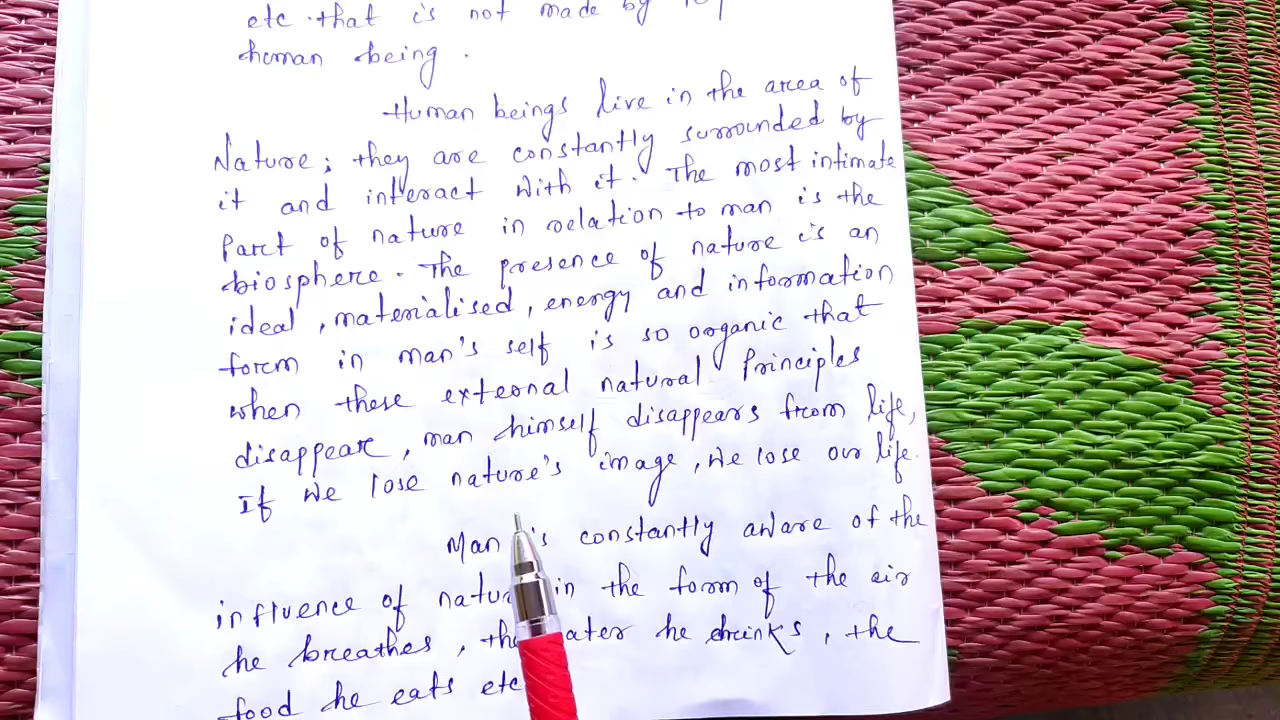 etc. that is not made by
human being.
Human beings live in the area of
Nature; they are constantly surrounded by
it and interact with it. The most intimate
Part of nature in relation to man is the
biosphere. The presence of nature is an
ideal, materialised, energy and information
form in man's self is so organic that
when these external natural Principles
disappear, man himself disappears from life,
If we lose nature's image, we lose our life.
Man is constantly aware of the
influence of natu in the form of the air
he breathes, the ater he drinks, the
food he eats etc